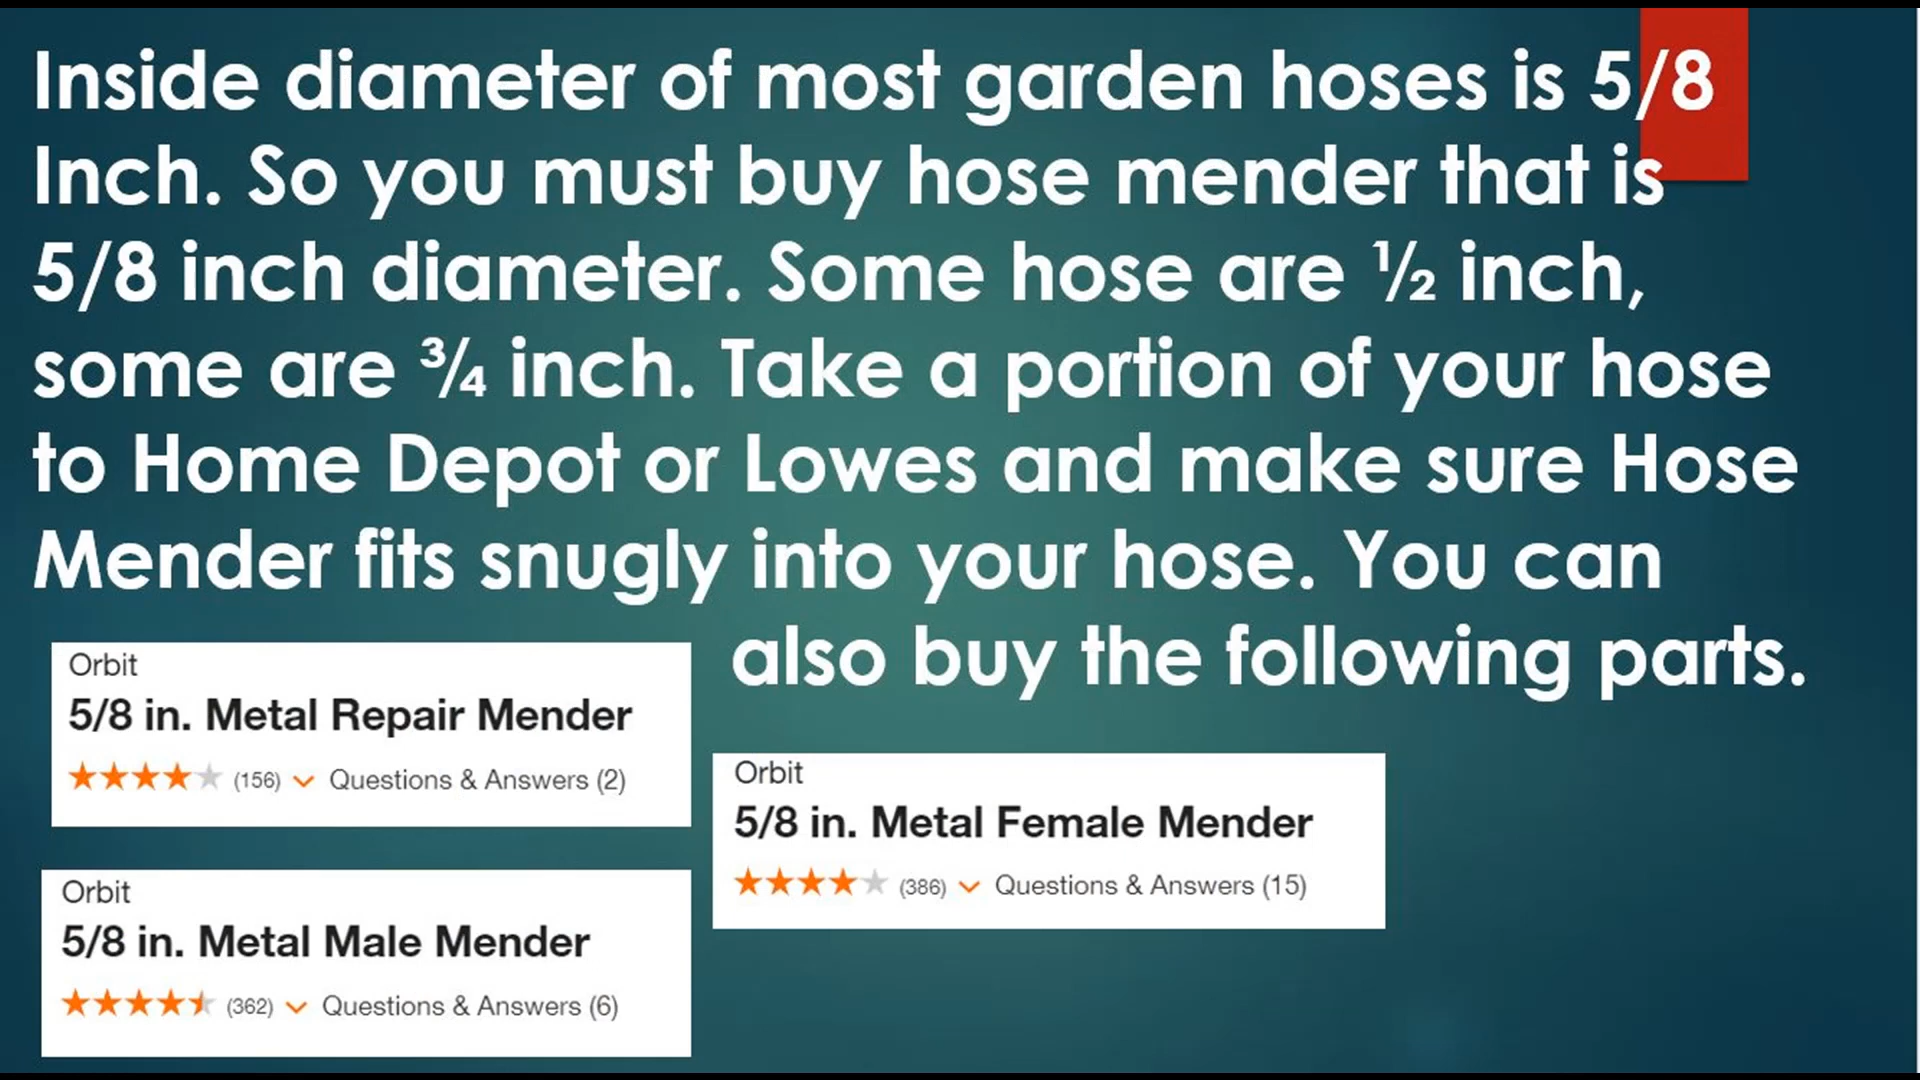 Inside diameter of most garden hoses is 5/8
Inch. So you must buy hose mender that is
5/8 inch diameter. Some hose are ½ inch,
some are ¾ inch. Take a portion of your hose
to Home Depot or Lowes and make sure Hose
Mender fits snugly into your hose. You can
also buy the following parts.
Orbit
5/8 in. Metal Repair Mender
(156) Questions & Answers (2)
Orbit
5/8 in. Metal Female Mender
(386) Questions & Answers (15)
Orbit
5/8 in. Metal Male Mender
(362) Questions & Answers (6)